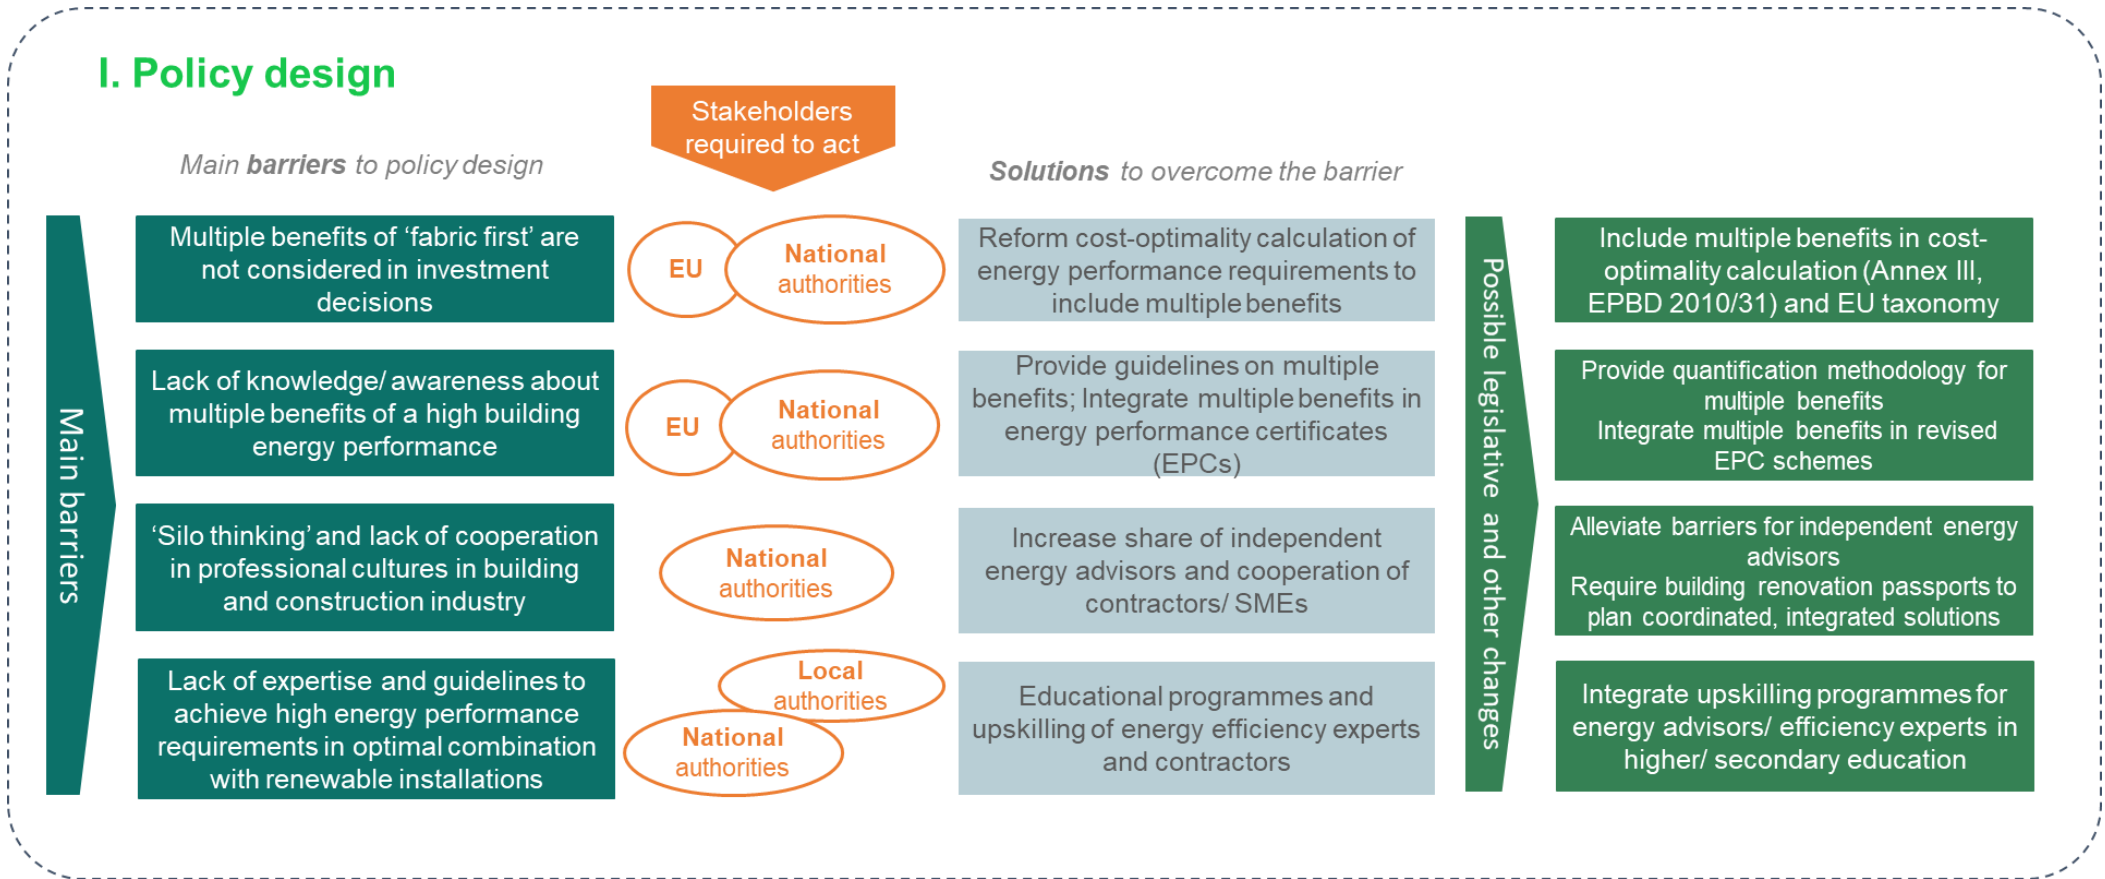 I. Policy design
Stakeholders
required to act
Main barriers to policy design
Solutions to overcome the barrier
Main barriers
Multiple benefits of ‘fabric first’ are
not considered in investment
decisions
EU
National
authorities
Reform cost-optimality calculation of
energy performance requirements to
include multiple benefits
Possible legislative and other changes
Include multiple benefits in cost-
optimality calculation (Annex III,
EPBD 2010/31) and EU taxonomy
Lack of knowledge/ awareness about
multiple benefits of a high building
energy performance
EU
National
authorities
Provide guidelines on multiple
benefits; Integrate multiple benefits in
energy performance certificates
(EPCs)
Provide quantification methodology for
multiple benefits
Integrate multiple benefits in revised
EPC schemes
‘Silo thinking’ and lack of cooperation
in professional cultures in building
and construction industry
National
authorities
Increase share of independent
energy advisors and cooperation of
contractors/ SMEs
Alleviate barriers for independent energy
advisors
Require building renovation passports to
plan coordinated, integrated solutions
Lack of expertise and guidelines to
achieve high energy performance
requirements in optimal combination
with renewable installations
Local
authorities
National
authorities
Educational programmes and
upskilling of energy efficiency experts
and contractors
Integrate upskilling programmes for
energy advisors/ efficiency experts in
higher/ secondary education